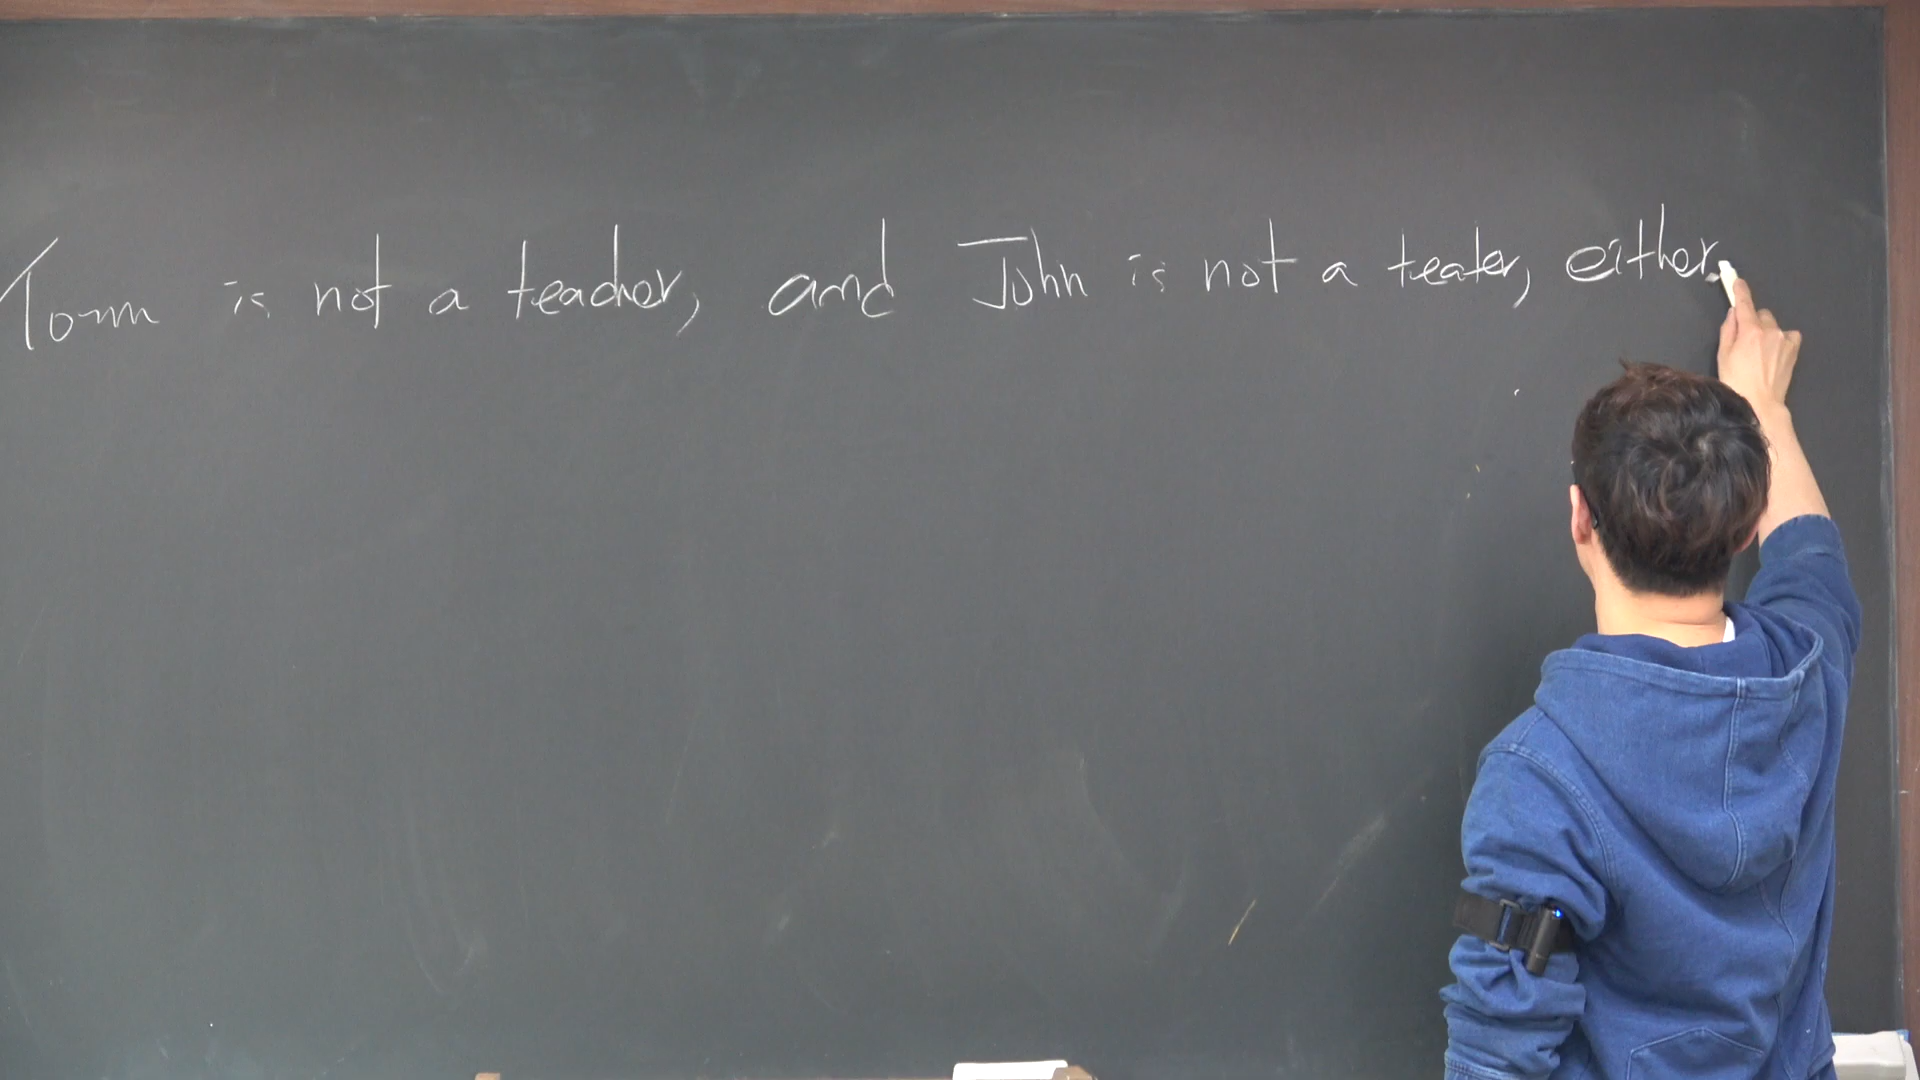 Tom is not a teacher, and John is not a teater, either.